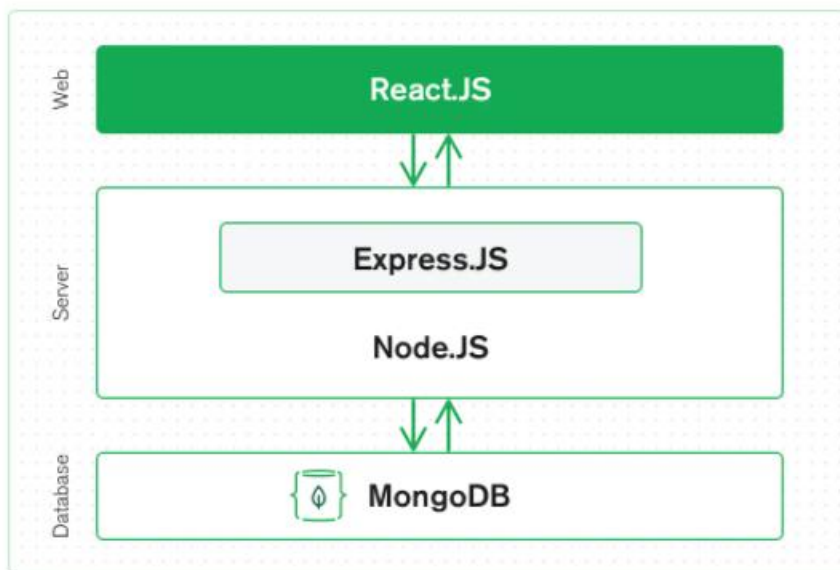 Web
React.JS
Server
Express.JS
Node.JS
Database
MongoDB